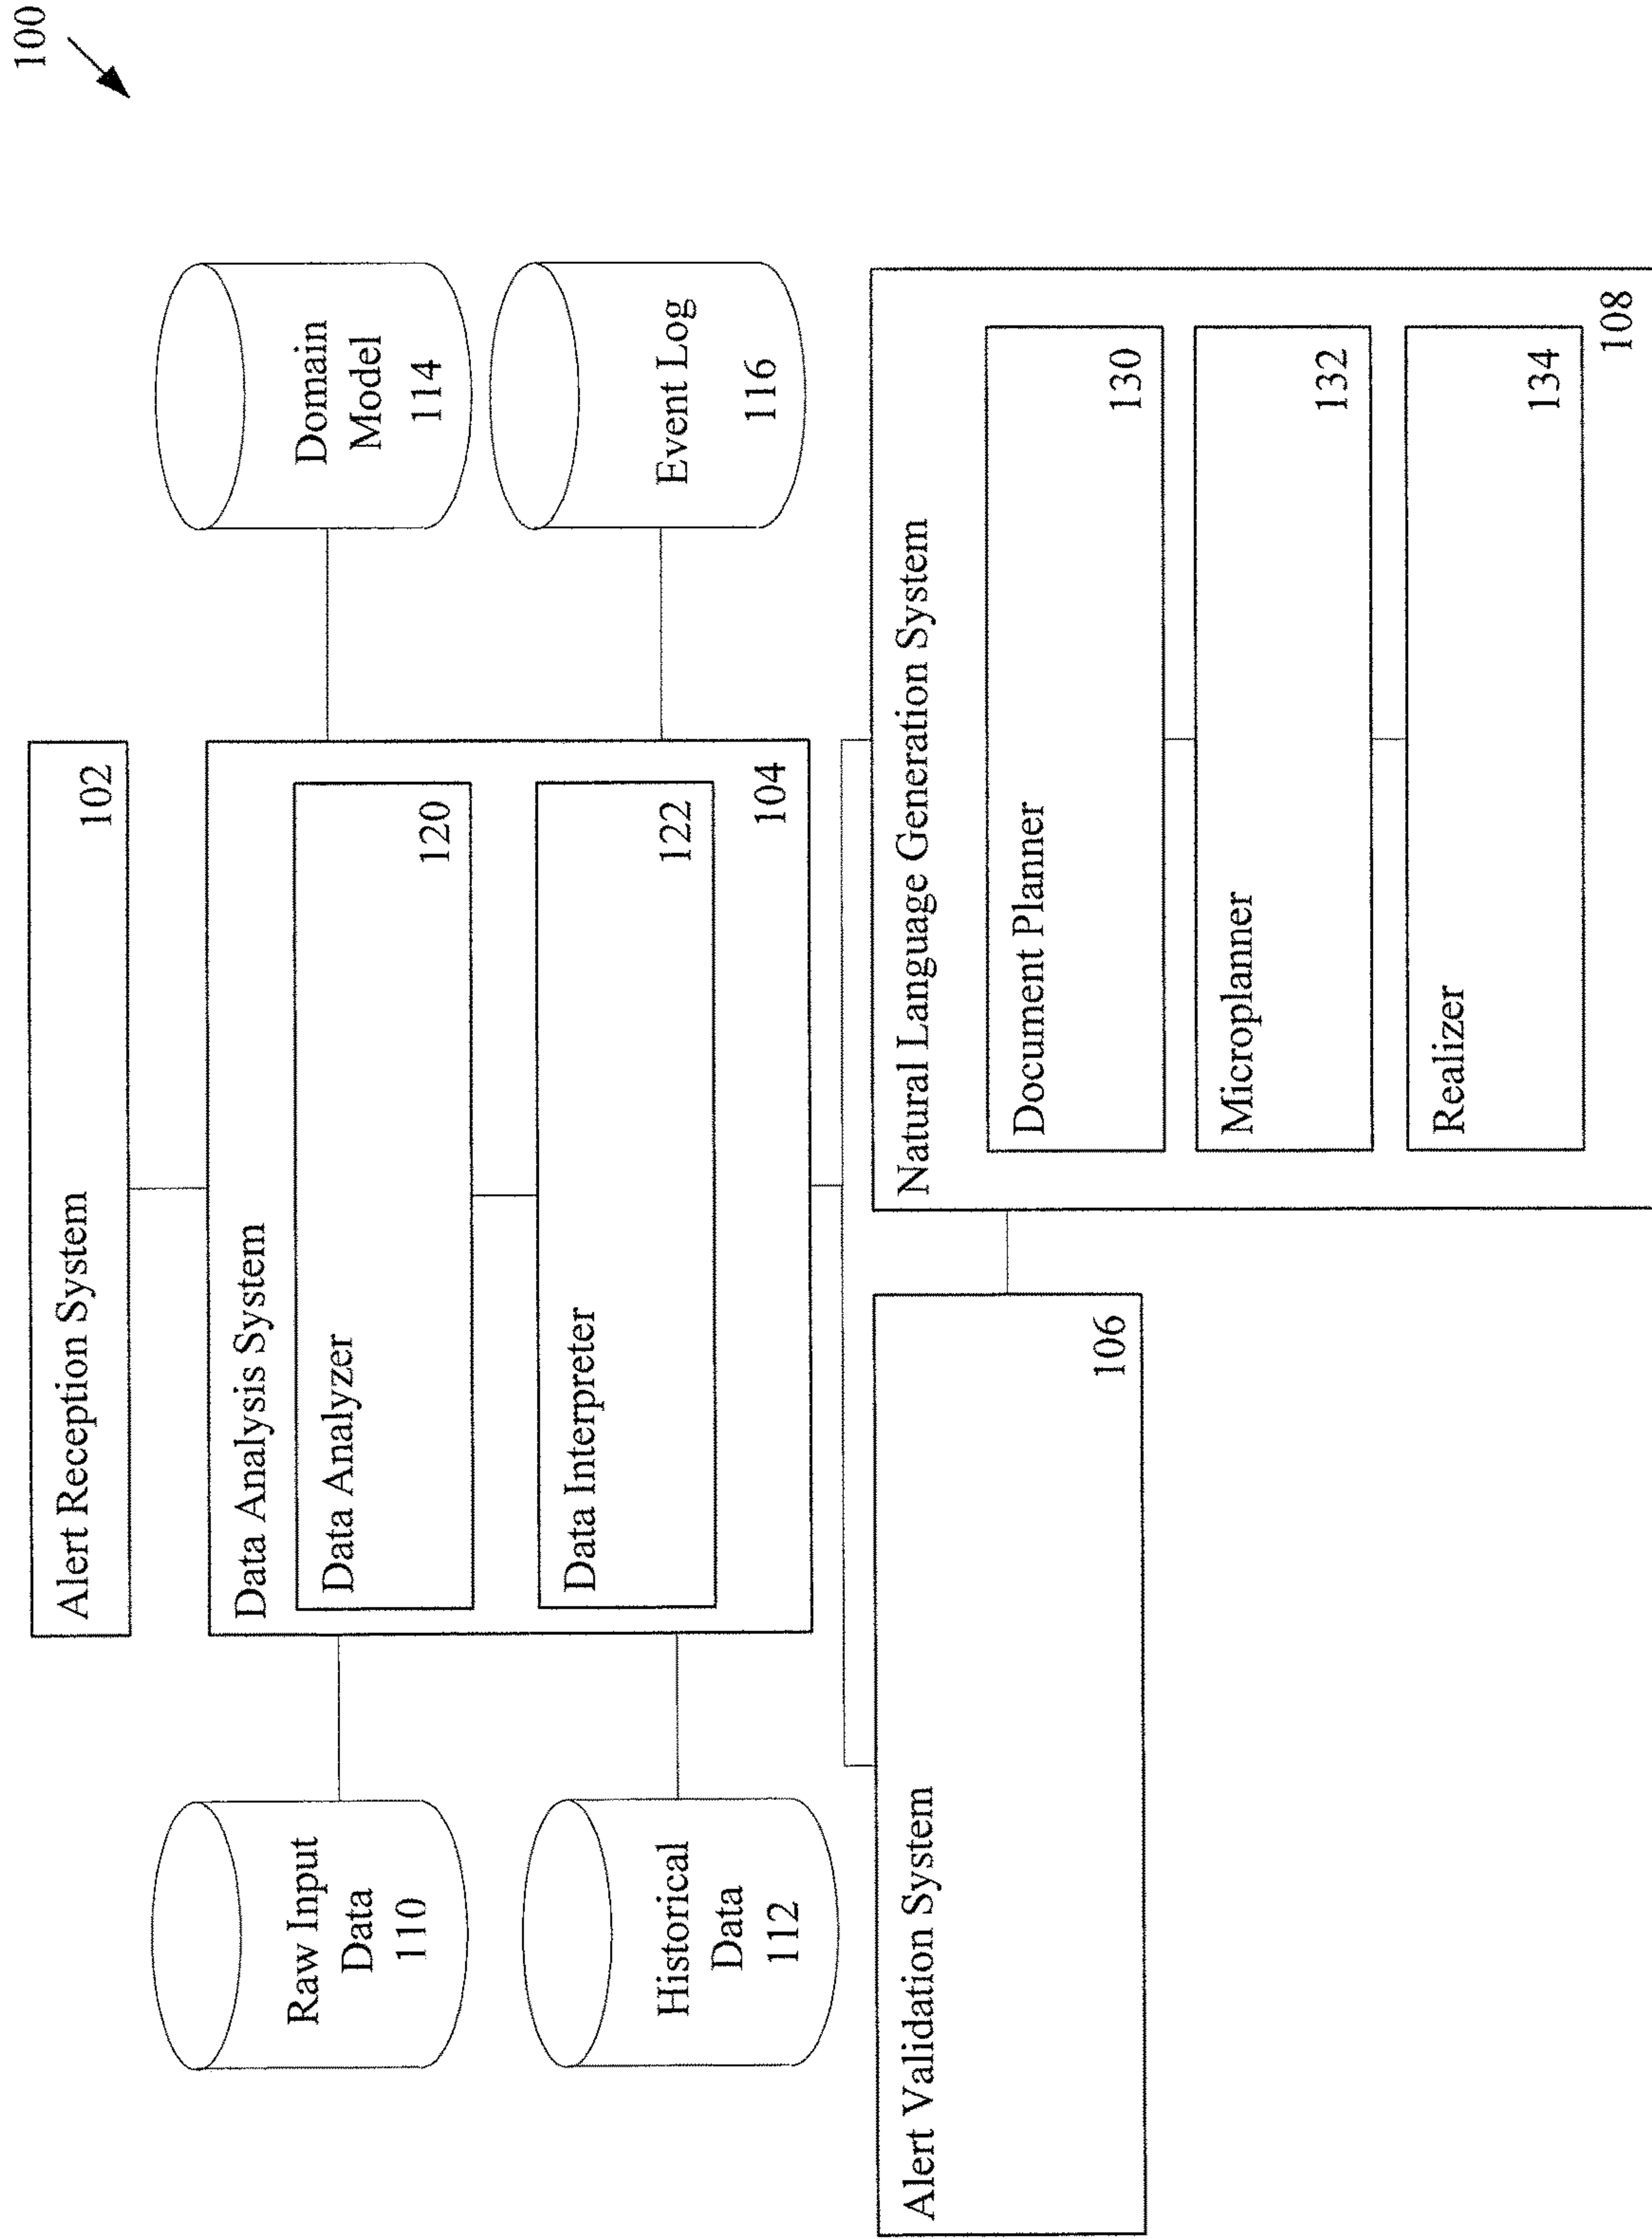 100
Alert Reception System
102
Raw Input
Data
110
Historical
Data
112
Data Analysis System
Data Analyzer
120
Data Interpreter
122
104
Domain
Model
114
Event Log
116
Alert Validation System
106
Natural Language Generation System
Document Planner
130
Microplanner
132
Realizer
134
108